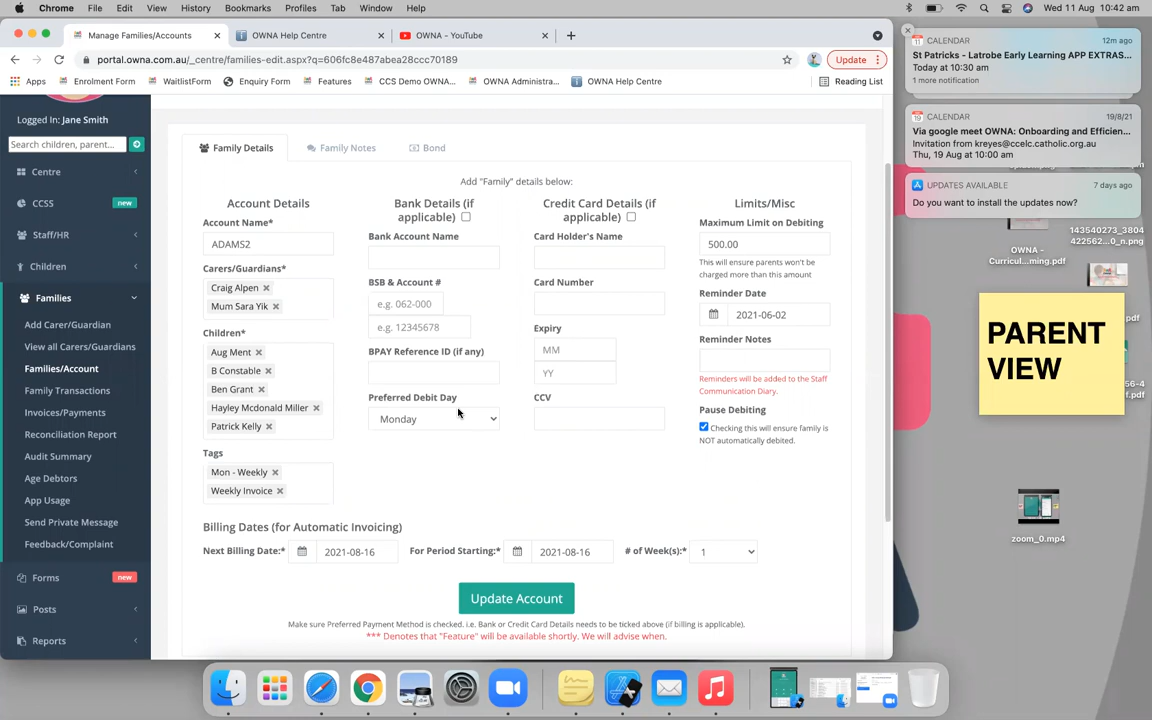 Chrome File Edit View History Bookmarks Profiles Tab Window Help Wed 11 Aug 10:42 am
Manage Families/Accounts OWNA Help Centre OWNA - YouTube
portal.owna.com.au/_centre/families-edit.aspx?q=606fc8e487abea28ccc70189 Update
Apps Enrolment Form WaitlistForm Enquiry Form Features CCS Demo OWNA... OWNA Administra... OWNA Help Centre Reading List
Logged In: Jane Smith
Search children, parent...
Centre
CCSS new
Staff/HR
Children
Families
Add Carer/Guardian
View all Carers/Guardians
Families/Account
Family Transactions
Invoices/Payments
Reconciliation Report
Audit Summary
Age Debtors
App Usage
Send Private Message
Feedback/Complaint
Forms new
Posts
Reports
Family Details Family Notes Bond
Add "Family" details below:
Account Details
Account Name*
ADAMS2
Carers/Guardians*
Craig Alpen
Mum Sara Yik
Children*
Aug Ment
B Constable
Ben Grant
Hayley Mcdonald Miller
Patrick Kelly
Tags
Mon - Weekly
Weekly Invoice
Bank Details (if
applicable)
Bank Account Name
BSB & Account #
e.g. 062-000
e.g. 12345678
BPAY Reference ID (if any)
Preferred Debit Day
Monday
Credit Card Details (if
applicable)
Card Holder's Name
Card Number
Expiry
MM
YY
CCV
Limits/Misc
Maximum Limit on Debiting
500.00
This will ensure parents won't be
charged more than this amount
Reminder Date
2021-06-02
Reminder Notes
Reminders will be added to the Staff
Communication Diary.
Pause Debiting
Checking this will ensure family is
NOT automatically debited.
Billing Dates (for Automatic Invoicing)
Next Billing Date:* 2021-08-16 For Period Starting:* 2021-08-16 # of Week(s):* 1
Update Account
Make sure Preferred Payment Method is checked. i.e. Bank or Credit Card Details needs to be ticked above (if billing is applicable).
*** Denotes that "Feature" will be available shortly. We will advise when.
11
CALENDAR 12m ago
St Patricks - Latrobe Early Learning APP EXTRAS...
Today at 10:30 am
1 more notification
19
CALENDAR 19/8/21
Via google meet OWNA: Onboarding and Efficien...
Invitation from kreyes@ccelc.catholic.org.au
Thu, 19 Aug at 10:00 am
UPDATES AVAILABLE 7 days ago
Do you want to install the updates now?
OWNA -
Curricul...ming.pdf
143540273_3804
422562...0_n.png
PARENT
VIEW
zoom_0.mp4